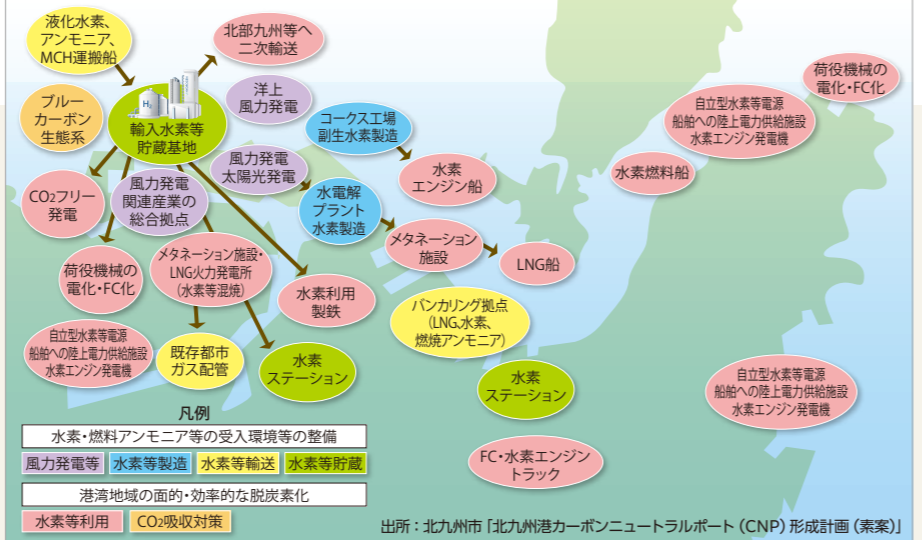 液化水素、
アンモニア、
MCH運搬船
北部九州等へ
二次輸送
洋上
風力発電
ブルー
カーボン
生態系
H₂
輸入水素等
貯蔵基地
コークス工場
副生水素製造
荷役機械の
電化・FC化
自立型水素等電源
船舶への陸上電力供給施設
水素エンジン発電機
水素燃料船
風力発電
太陽光発電
水素
エンジン船
CO2フリー
発電
風力発電
関連産業の
総合拠点
水電解
プラント
水素製造
メタネーション
施設
LNG船
荷役機械の
電化・FC化
メタネーション施設・
LNG火力発電所
(水素等混焼)
水素利用
製鉄
バンカリング拠点
(LNG、水素、
燃焼アンモニア)
自立型水素等電源
船舶への陸上電力供給施設
水素エンジン発電機
既存都市
ガス配管
水素
ステーション
水素
ステーション
自立型水素等電源
船舶への陸上電力供給施設
水素エンジン発電機
FC・水素エンジン
トラック
凡例
水素・燃料アンモニア等の受入環境等の整備
風力発電等 水素等製造 水素等輸送 水素等貯蔵
港湾地域の面的・効率的な脱炭素化
水素等利用 CO2吸収対策
出所:北九州市「北九州港カーボンニュートラルポート(CNP)形成計画(素案)」